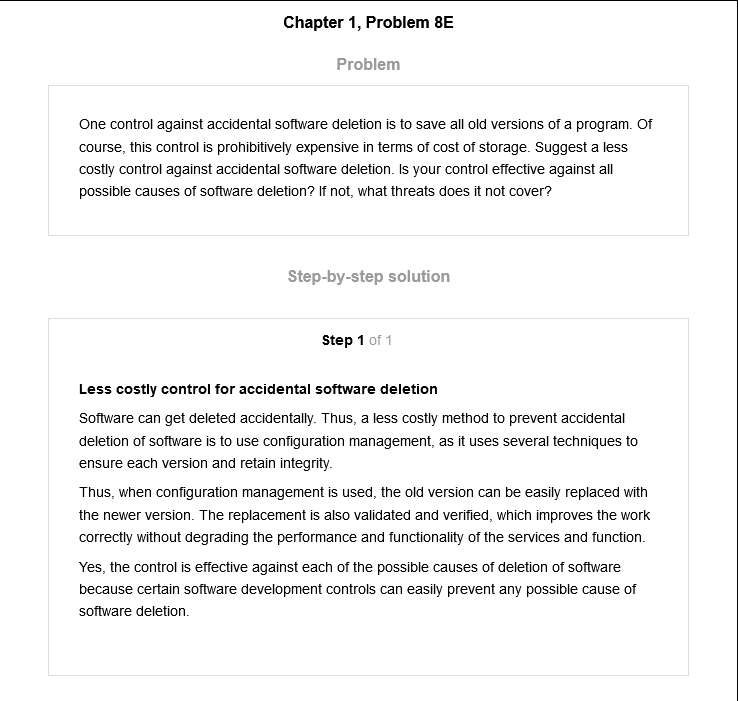 Chapter 1, Problem 8E
Problem
One control against accidental software deletion is to save all old versions of a program. Of
course, this control is prohibitively expensive in terms of cost of storage. Suggest a less
costly control against accidental software deletion. Is your control effective against all
possible causes of software deletion? If not, what threats does it not cover?
Step-by-step solution
Step 1 of 1
Less costly control for accidental software deletion
Software can get deleted accidentally. Thus, a less costly method to prevent accidental
deletion of software is to use configuration management, as it uses several techniques to
ensure each version and retain integrity.
Thus, when configuration management is used, the old version can be easily replaced with
the newer version. The replacement is also validated and verified, which improves the work
correctly without degrading the performance and functionality of the services and function.
Yes, the control is effective against each of the possible causes of deletion of software
because certain software development controls can easily prevent any possible cause of
software deletion.